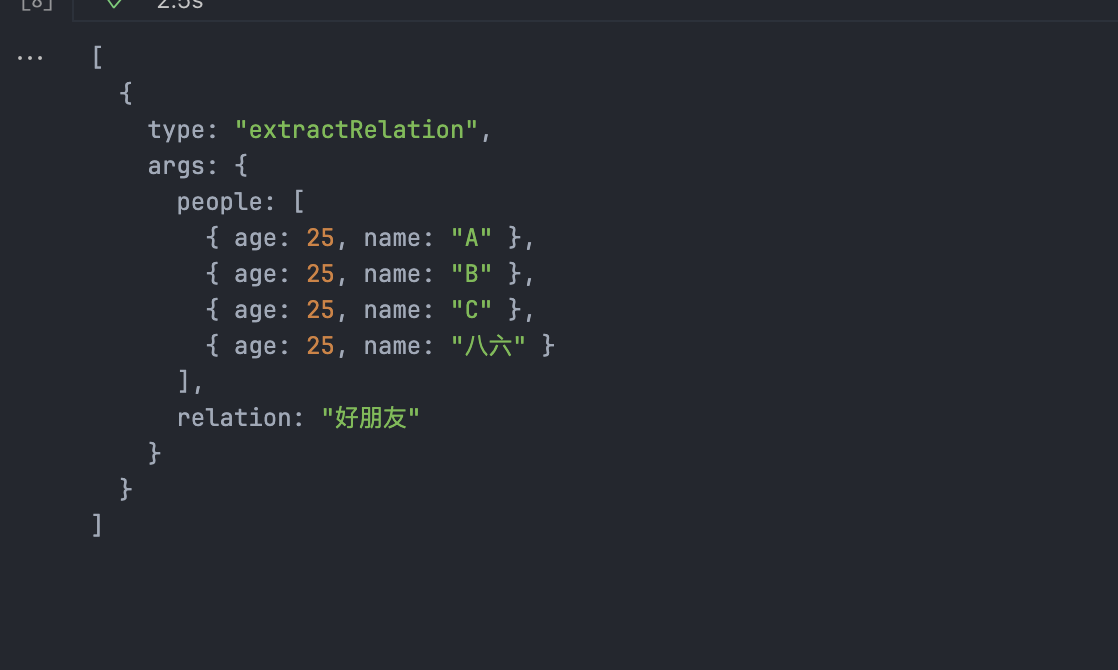 [8] 2.5s
... [
{
type: "extractRelation",
args: {
people: [
{ age: 25, name: "A" },
{ age: 25, name: "B" },
{ age: 25, name: "C" },
{ age: 25, name: "八六" }
],
relation: "好朋友"
}
}
]